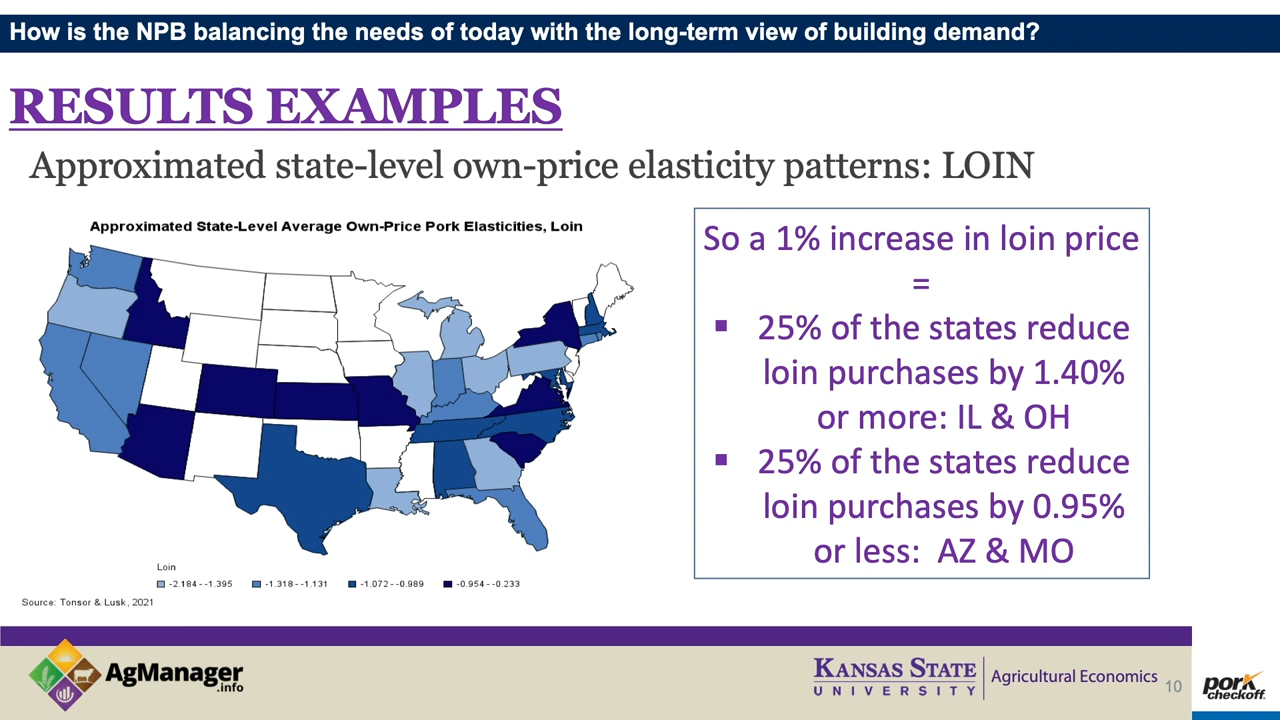 How is the NPB balancing the needs of today with the long-term view of building demand?
RESULTS EXAMPLES
Approximated state-level own-price elasticity patterns: LOIN
Approximated State-Level Average Own-Price Pork Elasticities, Loin
Loin
-2.184 - -1.395
-1.318 - -1.131
-1.072 - -0.989
-0.954 - -0.233
Source: Tonsor & Lusk, 2021
So a 1% increase in loin price
=
▪ 25% of the states reduce
loin purchases by 1.40%
or more: IL & OH
▪ 25% of the states reduce
loin purchases by 0.95%
or less: AZ & MO
AgManager
.info
KANSAS STATE
UNIVERSITY
Agricultural Economics
10
pork
checkoff.